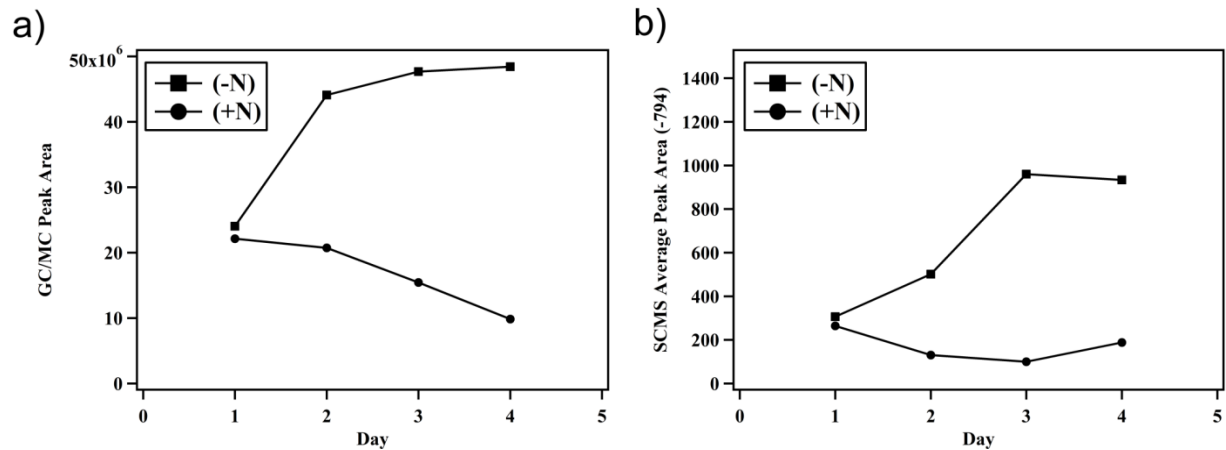 a)
50x10⁶
40
30
20
10
0
GC/MC Peak Area
(-N)
(+N)
0 1 2 3 4 5
Day
b)
1400
1200
1000
800
600
400
200
0
SCMS Average Peak Area (-794)
(-N)
(+N)
0 1 2 3 4 5
Day